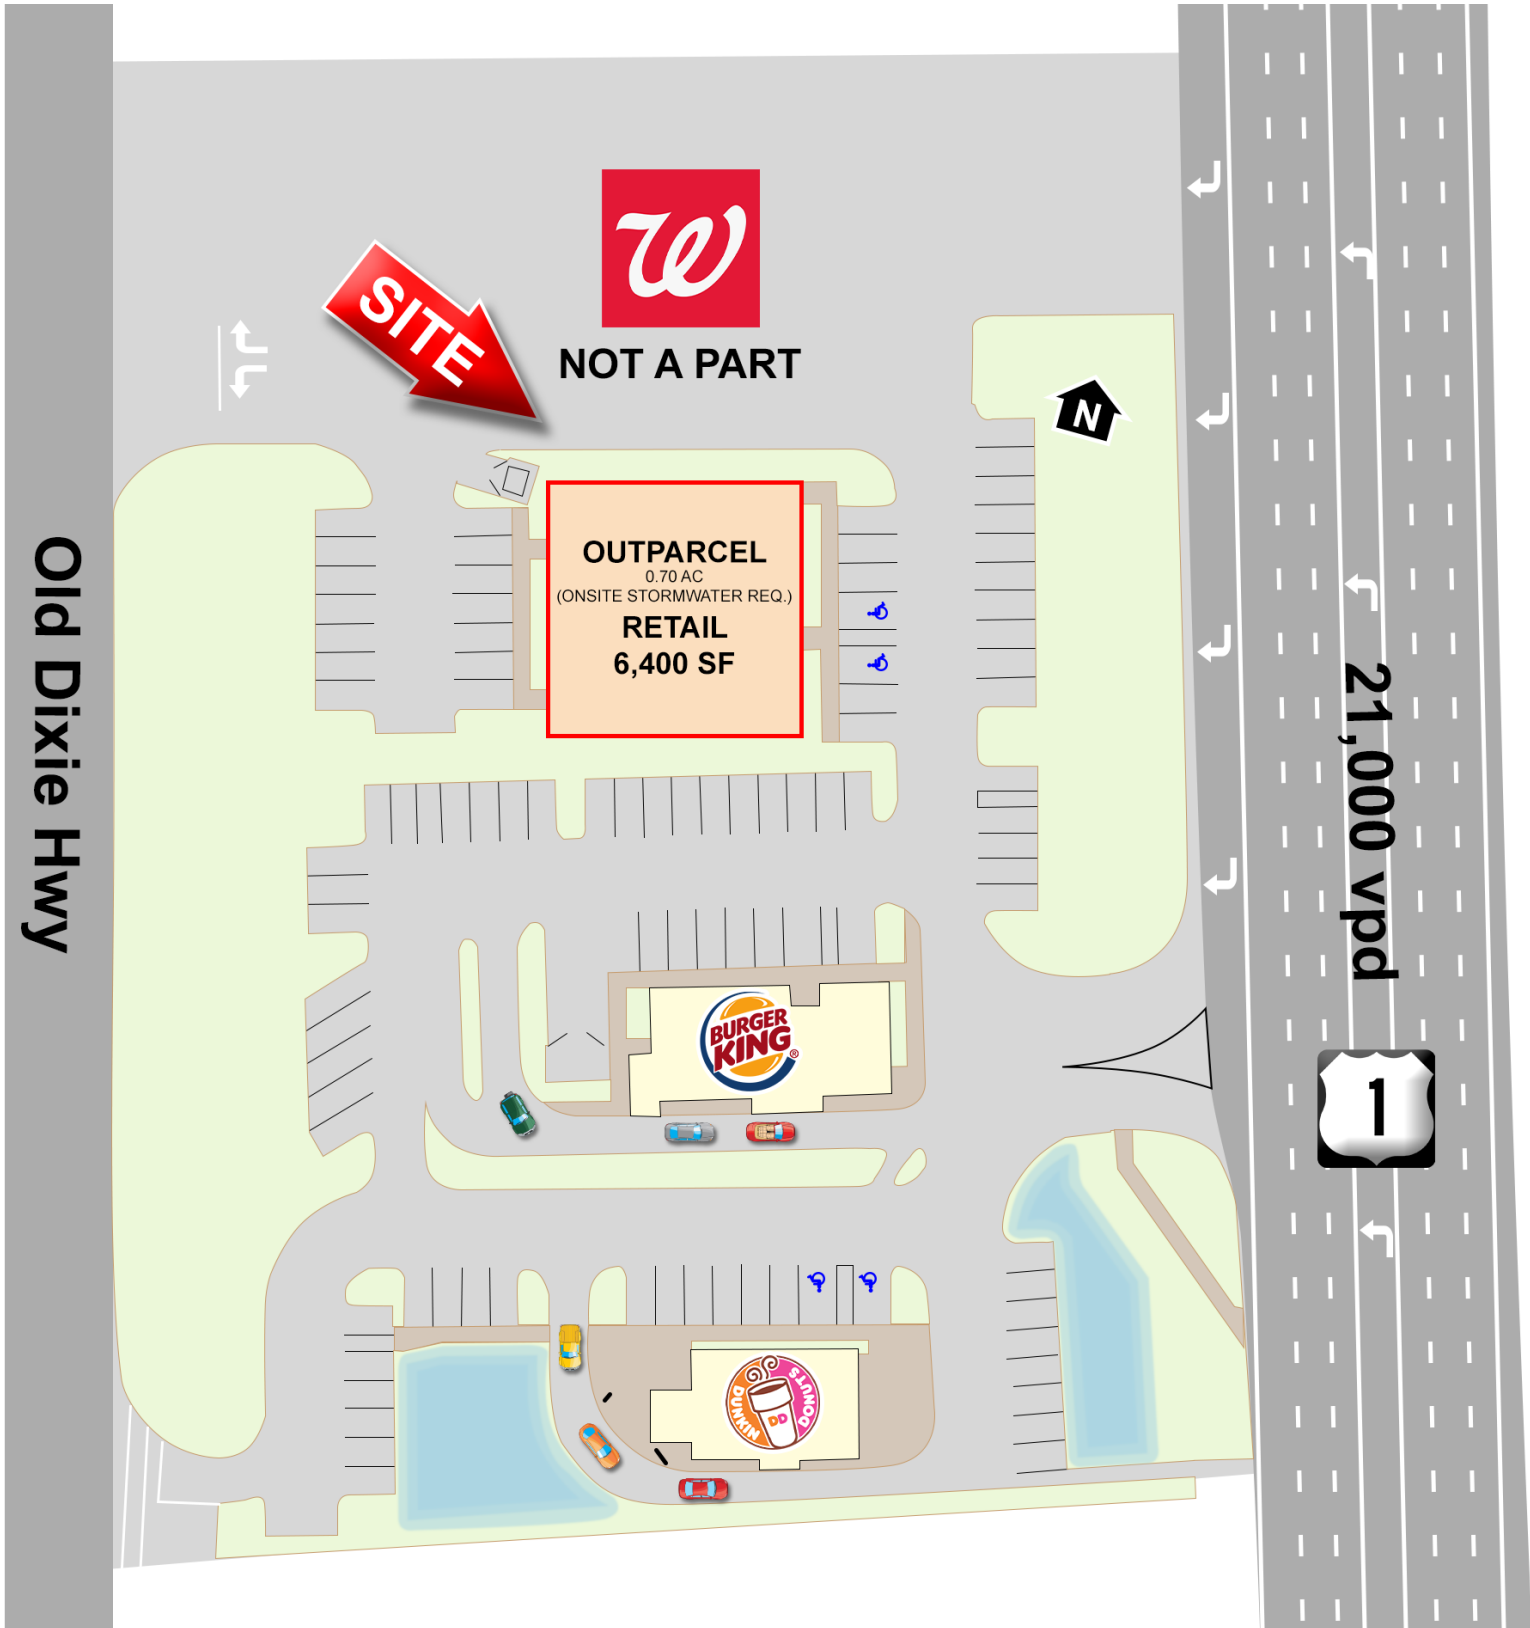 W
NOT A PART
SITE
N
OUTPARCEL
0.70 AC
(ONSITE STORMWATER REQ.)
RETAIL
6,400 SF
Old Dixie Hwy
21,000 vpd
BURGER
KING®
1
DUNKIN'
DONUTS
DD